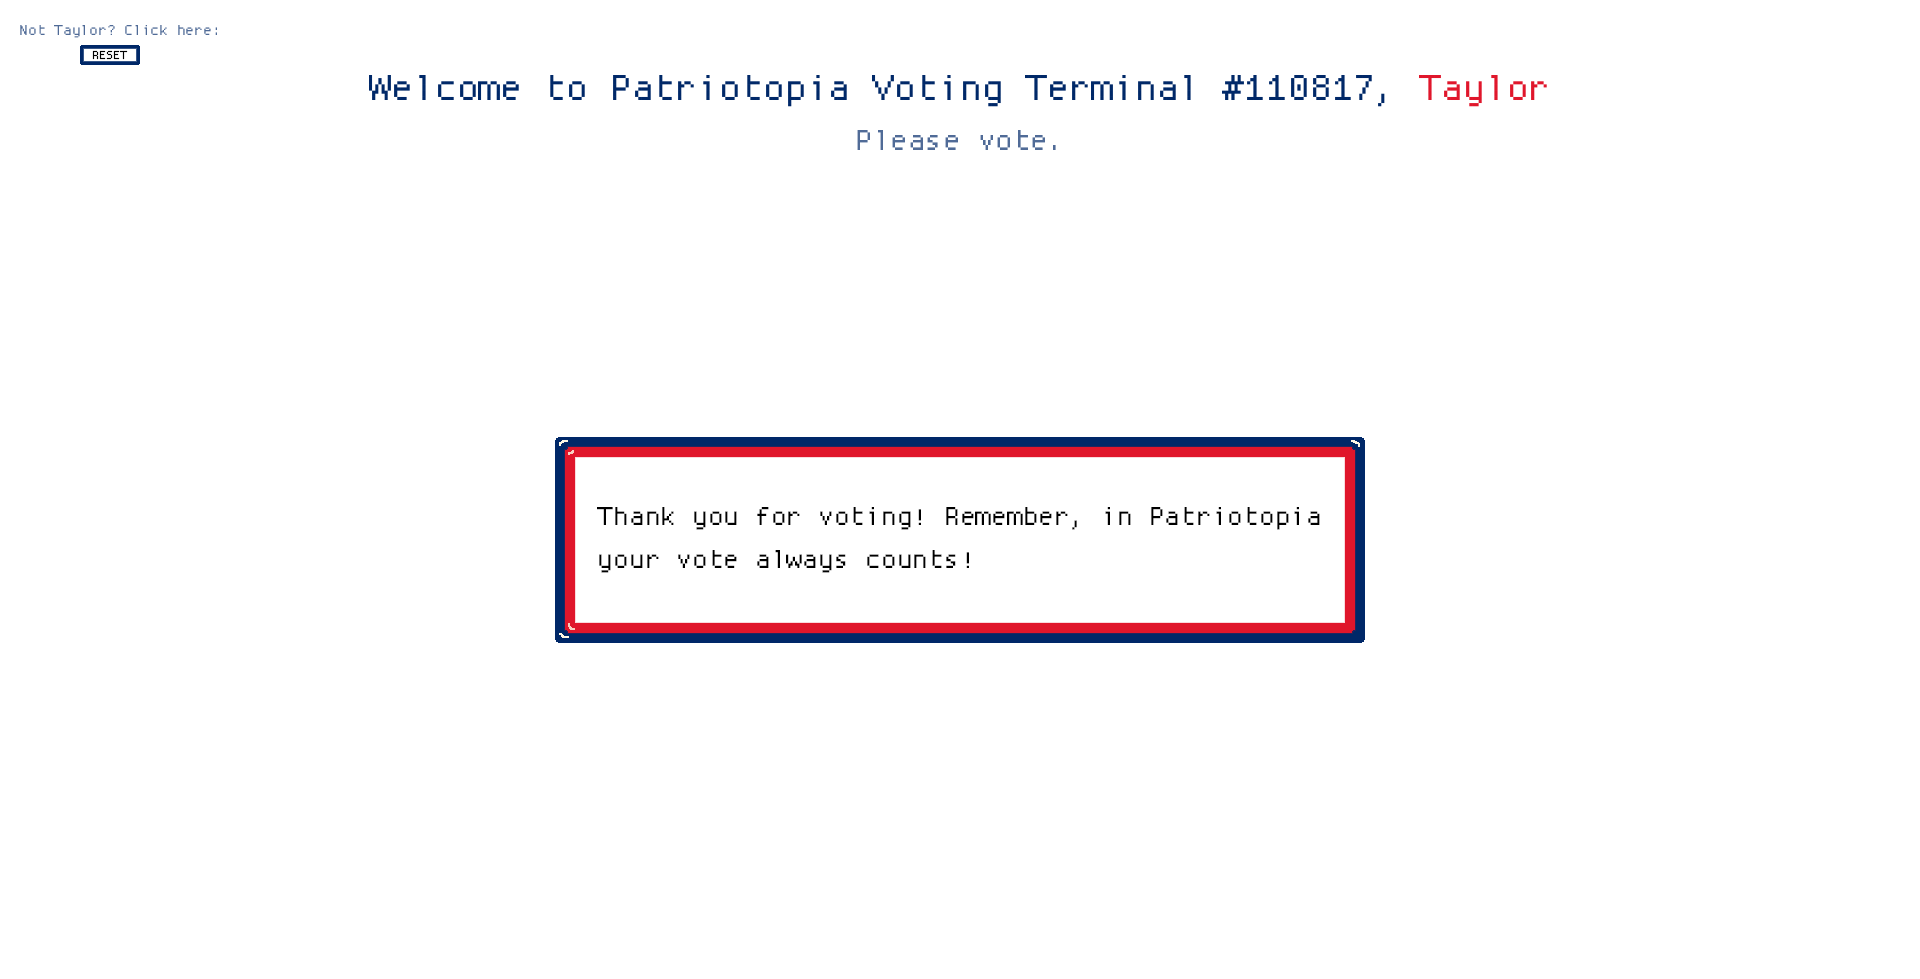 Not Taylor? Click here:
RESET
Welcome to Patriotopia Voting Terminal #110817, Taylor
Please vote.
Thank you for voting! Remember, in Patriotopia
your vote always counts!